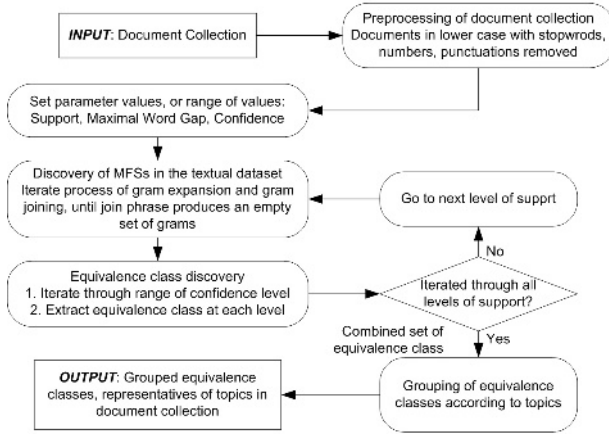 INPUT: Document Collection
Preprocessing of document collection
Documents in lower case with stopwrods,
numbers, punctuations removed
Set parameter values, or range of values:
Support, Maximal Word Gap, Confidence
Discovery of MFSs in the textual dataset
Iterate process of gram expansion and gram
joining, until join phrase produces an empty
set of grams
Go to next level of supprt
No
Equivalence class discovery
1. Iterate through range of confidence level
2. Extract equivalence class at each level
Iterated through all
levels of support?
Combined set of
equivalence class
Yes
Grouping of equivalence
classes according to topics
OUTPUT: Grouped equivalence
classes, representatives of topics in
document collection